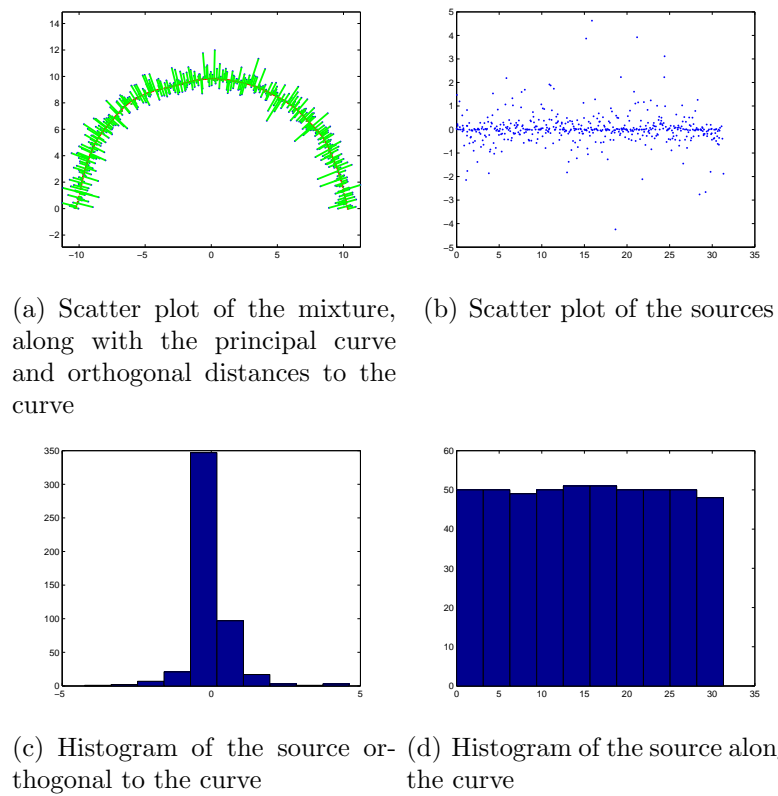 14
12
10
8
6
4
2
0
−2
−10 −5 0 5 10
5
4
3
2
1
0
−1
−2
−3
−4
−5
0 5 10 15 20 25 30 35
(a) Scatter plot of the mixture,
along with the principal curve
and orthogonal distances to the
curve
(b) Scatter plot of the sources
350
300
250
200
150
100
50
0
−5 0 5
60
50
40
30
20
10
0
0 5 10 15 20 25 30 35
(c) Histogram of the source or-
thogonal to the curve
(d) Histogram of the source alon
the curve